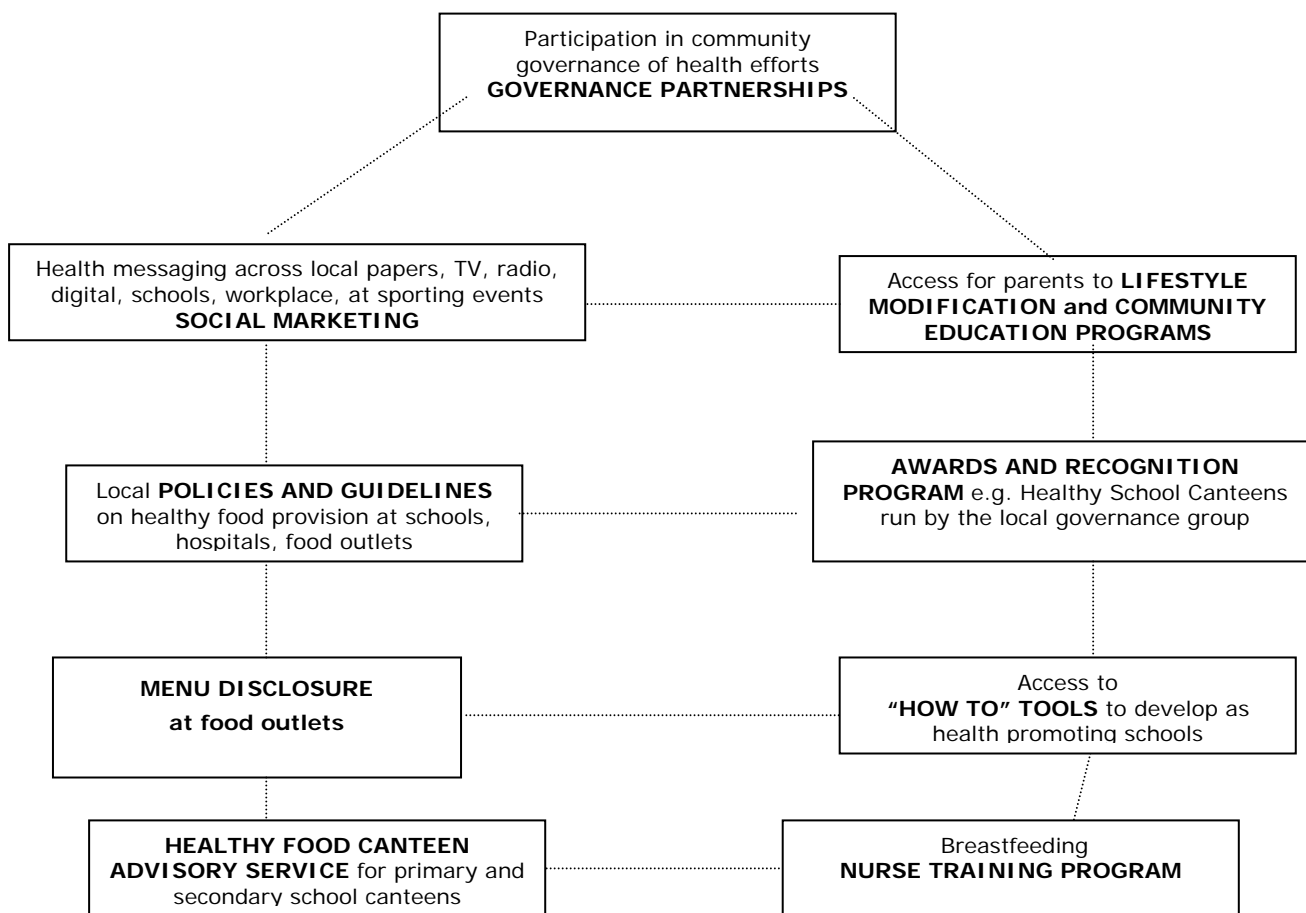 Participation in community
governance of health efforts
GOVERNANCE PARTNERSHIPS
Health messaging across local papers, TV, radio,
digital, schools, workplace, at sporting events
SOCIAL MARKETING
Access for parents to LIFESTYLE
MODIFICATION and COMMUNITY
EDUCATION PROGRAMS
Local POLICIES AND GUIDELINES
on healthy food provision at schools,
hospitals, food outlets
AWARDS AND RECOGNITION
PROGRAM e.g. Healthy School Canteens
run by the local governance group
MENU DISCLOSURE
at food outlets
Access to
“HOW TO” TOOLS to develop as
health promoting schools
HEALTHY FOOD CANTEEN
ADVISORY SERVICE for primary and
secondary school canteens
Breastfeeding
NURSE TRAINING PROGRAM